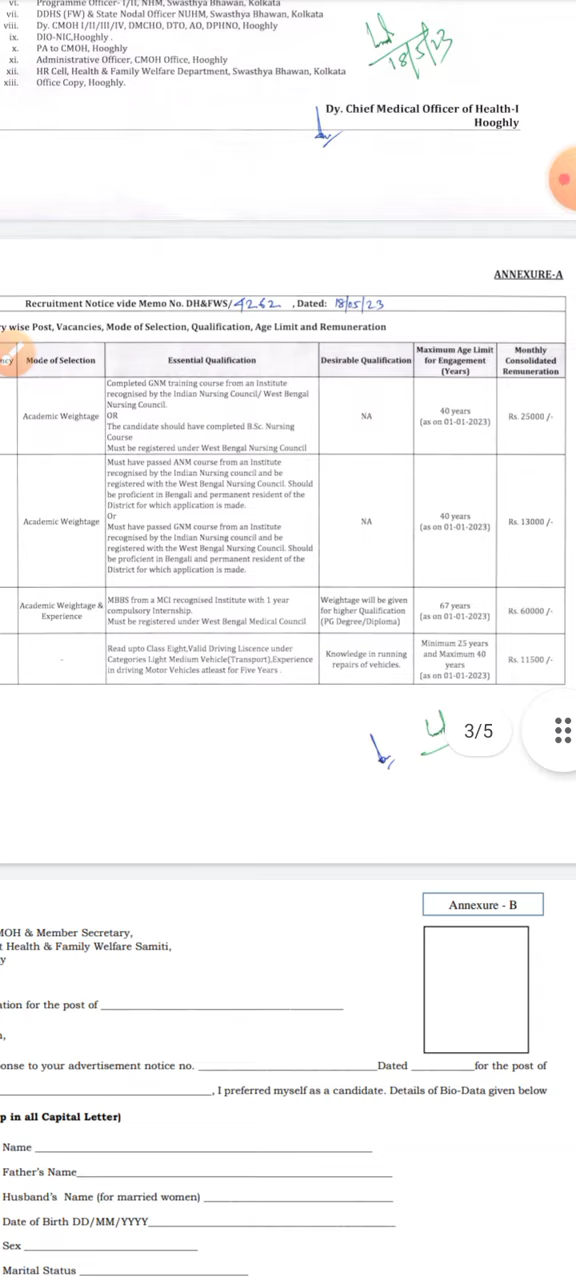 vi. Programme Officer- I/II, NHM, Swasthya Bhawan, Kolkata
vii. DDHS (FW) & State Nodal Officer NUHM, Swasthya Bhawan, Kolkata
viii. Dy. CMOH I/II/III/IV, DMCHO, DTO, AO, DPHNO, Hooghly
ix. DIO-NIC,Hooghly .
x. PA to CMOH, Hooghly
xi. Administrative Officer, CMOH Office, Hooghly
xii. HR Cell, Health & Family Welfare Department, Swasthya Bhawan, Kolkata
xiii. Office Copy, Hooghly.
18/5/23
Dy. Chief Medical Officer of Health-I
Hooghly
ANNEXURE-A
Recruitment Notice vide Memo No. DH&FWS/4262 , Dated: 18/05/23
y wise Post, Vacancies, Mode of Selection, Qualification, Age Limit and Remuneration
ncy Mode of Selection Essential Qualification Desirable Qualification Maximum Age Limit for Engagement (Years) Monthly Consolidated Remuneration
Completed GNM training course from an Institute
recognised by the Indian Nursing Council/ West Bengal
Nursing Council.
OR
The candidate should have completed B.Sc. Nursing
Course
Must be registered under West Bengal Nursing Council
Academic Weightage
NA
40 years
(as on 01-01-2023)
Rs. 25000 /-
Must have passed ANM course from an Institute
recognised by the Indian Nursing council and be
registered with the West Bengal Nursing Council. Should
be proficient in Bengali and permanent resident of the
District for which application is made.
Or
Must have passed GNM course from an Institute
recognised by the Indian Nursing council and be
registered with the West Bengal Nursing Council. Should
be proficient in Bengali and permanent resident of the
District for which application is made.
Academic Weightage
NA
40 years
(as on 01-01-2023)
Rs. 13000 /-
Academic Weightage &
Experience
MBBS from a MCI recognised Institute with 1 year
compulsory Internship.
Must be registered under West Bengal Medical Council
Weightage will be given
for higher Qualification
(PG Degree/Diploma)
67 years
(as on 01-01-2023)
Rs. 60000 /-
-
Read upto Class Eight,Valid Driving Liscence under
Categories Light Medium Vehicle(Transport).Experience
in driving Motor Vehicles atleast for Five Years .
Knowledge in running
repairs of vehicles.
Minimum 25 years
and Maximum 40
years
(as on 01-01-2023)
Rs. 11500 /-
3/5
Annexure - B
MOH & Member Secretary,
t Health & Family Welfare Samiti,
y
ation for the post of
,
onse to your advertisement notice no. Dated for the post of
, I preferred myself as a candidate. Details of Bio-Data given below
p in all Capital Letter)
Name
Father's Name
Husband's Name (for married women)
Date of Birth DD/MM/YYYY
Sex
Marital Status